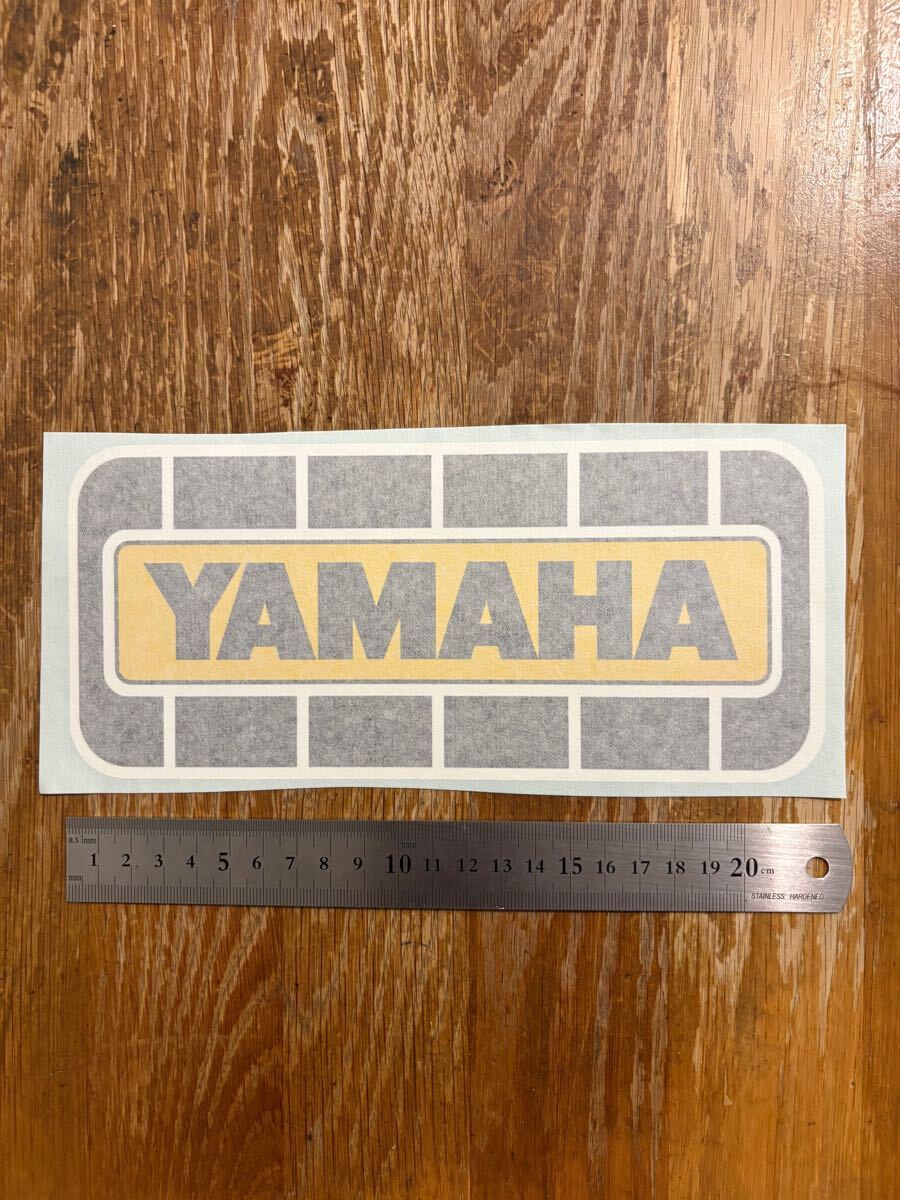 YAMAHA
0.5 mm
mm
1 2 3 4 5 6 7 8 9 10 11 12 13 14 15 16 17 18 19 20 cm
mm
STAINLESS HARDENED